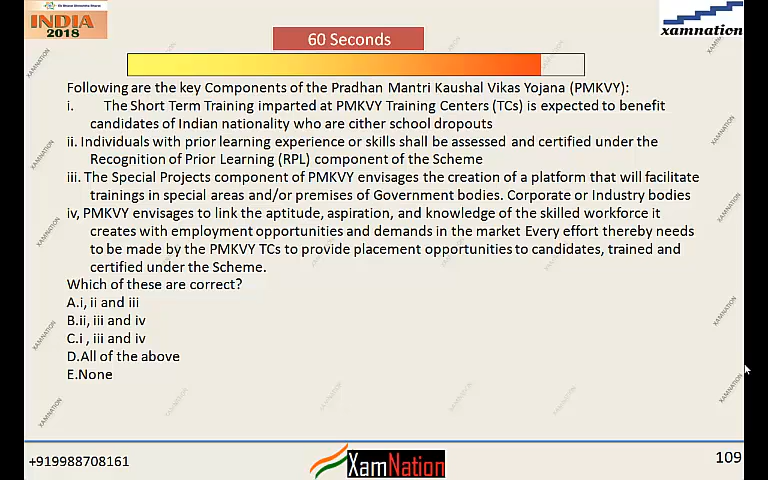 INDIA
2018
60 Seconds
xamnation
Following are the key Components of the Pradhan Mantri Kaushal Vikas Yojana (PMKVY):
i. The Short Term Training imparted at PMKVY Training Centers (TCs) is expected to benefit
candidates of Indian nationality who are cither school dropouts
ii. Individuals with prior learning experience or skills shall be assessed and certified under the
Recognition of Prior Learning (RPL) component of the Scheme
iii. The Special Projects component of PMKVY envisages the creation of a platform that will facilitate
trainings in special areas and/or premises of Government bodies. Corporate or Industry bodies
iv, PMKVY envisages to link the aptitude, aspiration, and knowledge of the skilled workforce it
creates with employment opportunities and demands in the market Every effort thereby needs
to be made by the PMKVY TCs to provide placement opportunities to candidates, trained and
certified under the Scheme.
Which of these are correct?
A.i, ii and iii
B.ii, iii and iv
C.i , iii and iv
D.All of the above
E.None
+919988708161
XamNation
109